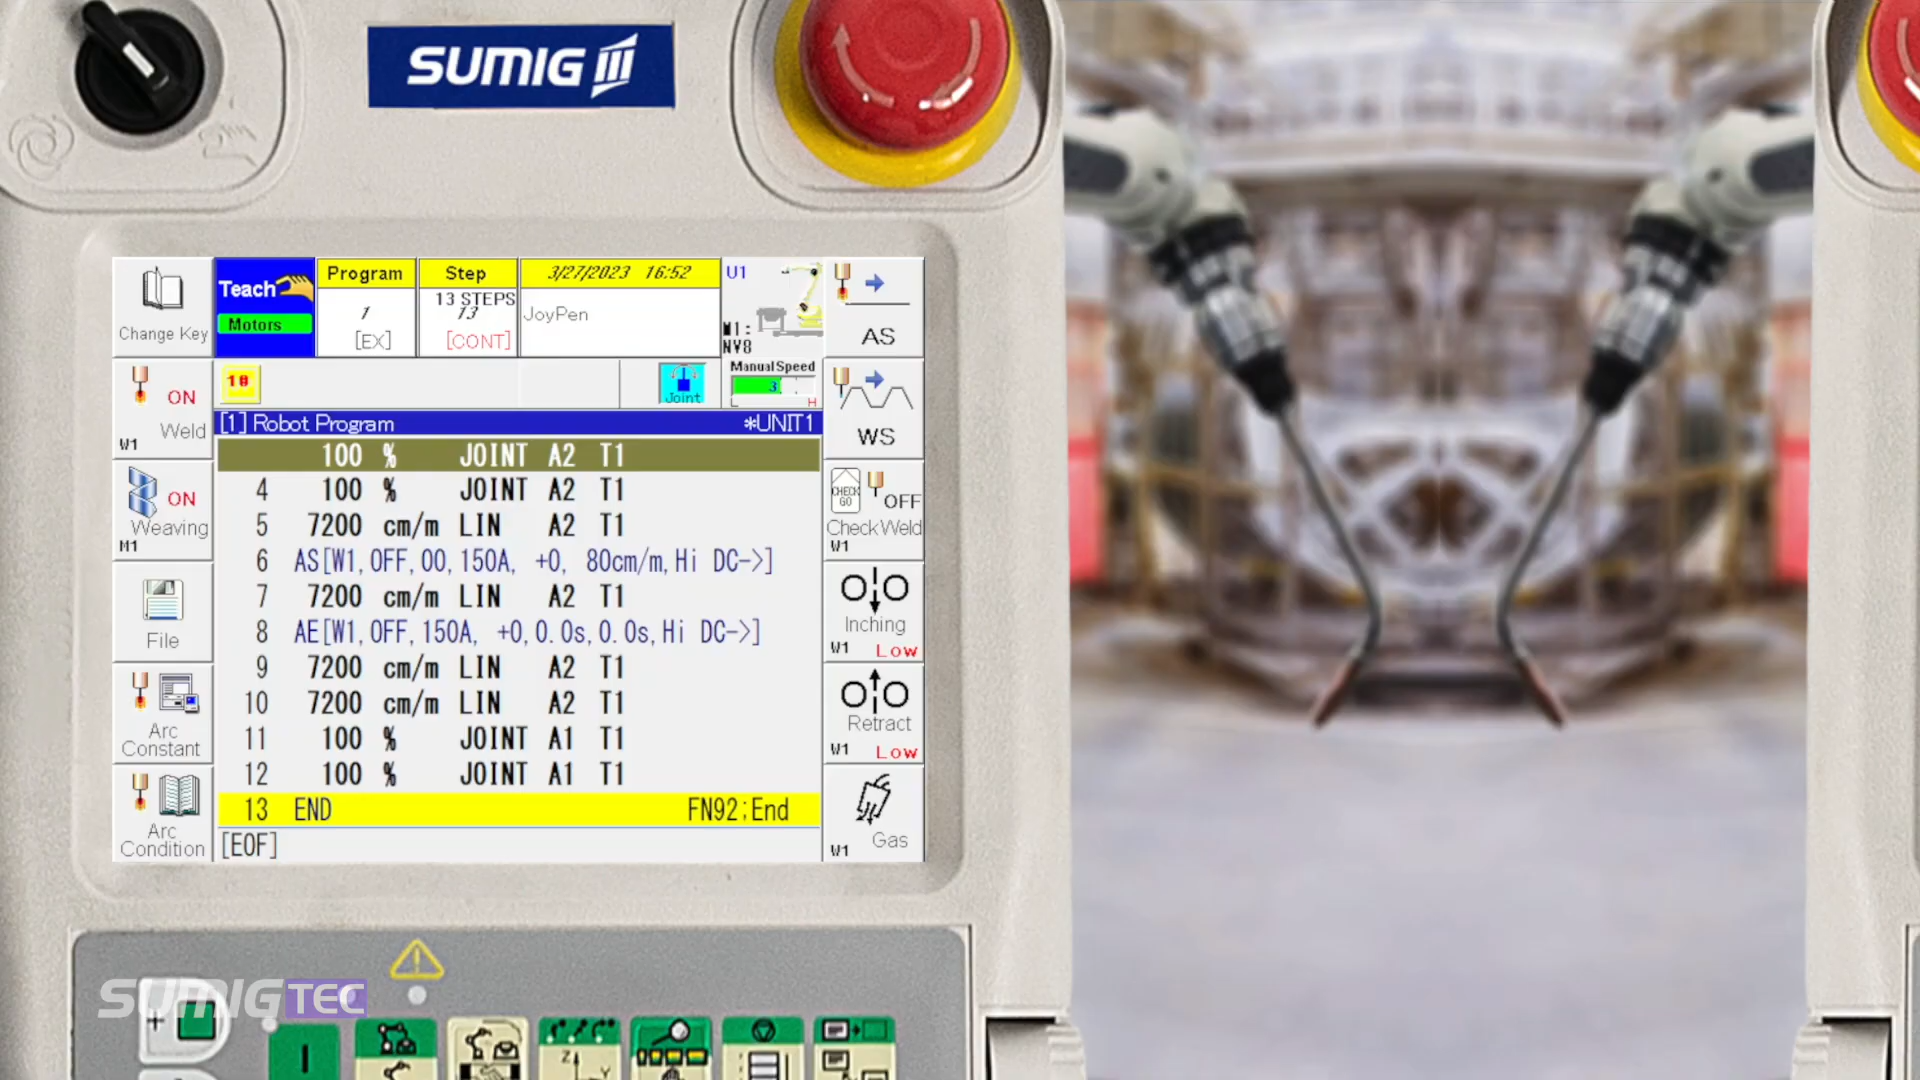 SUMIG
Change Key
Teach
Motors
Program
1
[EX]
Step
13 STEPS
13
[CONT]
3/27/2023 16:52
JoyPen
U1
M1:
NV8
AS
ON
Weld
W1
10
Joint
Manual Speed
3
L H
WS
[1] Robot Program *UNIT1
100 % JOINT A2 T1
4 100 % JOINT A2 T1
5 7200 cm/m LIN A2 T1
6 AS[W1,OFF,00,150A, +0, 80cm/m,Hi DC->]
7 7200 cm/m LIN A2 T1
8 AE[W1,OFF,150A, +0,0.0s,0.0s,Hi DC->]
9 7200 cm/m LIN A2 T1
10 7200 cm/m LIN A2 T1
11 100 % JOINT A1 T1
12 100 % JOINT A1 T1
13 END FN92;End
[EOF]
ON
Weaving
M1
File
Arc
Constant
Arc
Condition
CHECK
GO
OFF
CheckWeld
W1
Inching
W1 Low
Retract
W1 Low
Gas
W1
SUMIGTEC
+
I
Z
Y